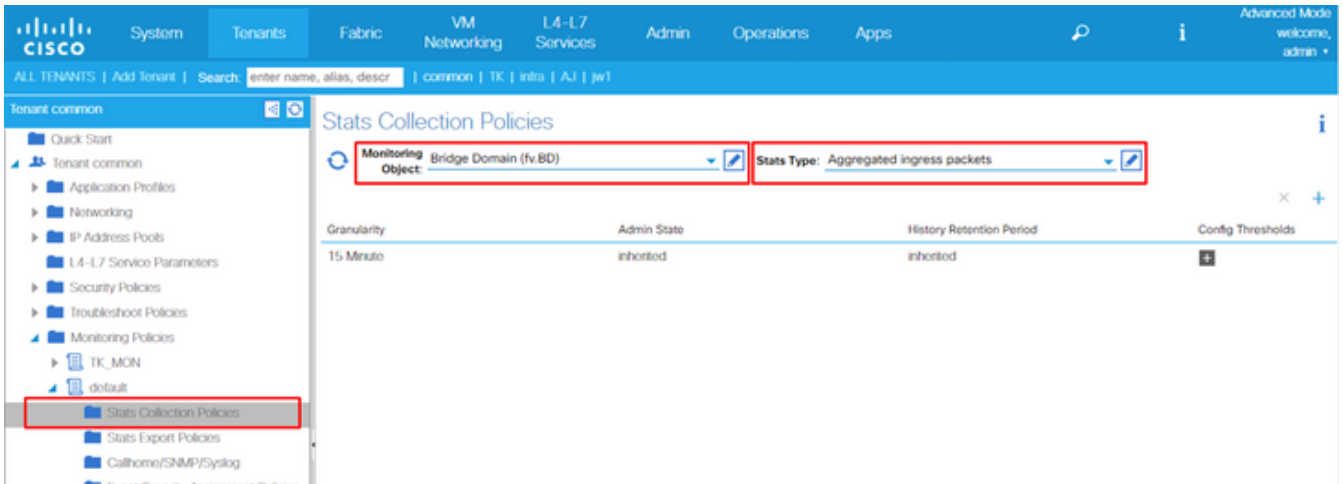 CISCO
System
Tenants
Fabric
VM Networking
L4-L7 Services
Admin
Operations
Apps
i
Advanced Mode
welcome,
admin
ALL TENANTS | Add Tenant | Search: enter name, alias, descr | common | TK | infra | AJ | jw1
Tenant common
Quick Start
Tenant common
Application Profiles
Networking
IP Address Pools
L4-L7 Service Parameters
Security Policies
Troubleshoot Policies
Monitoring Policies
TK_MON
default
Stats Collection Policies
Stats Export Policies
Callhome/SNMP/Syslog
Stats Collection Policies
i
Monitoring Object: Bridge Domain (fv.BD)
Stats Type: Aggregated ingress packets
Granularity Admin State History Retention Period Config Thresholds
15 Minute inherited inherited